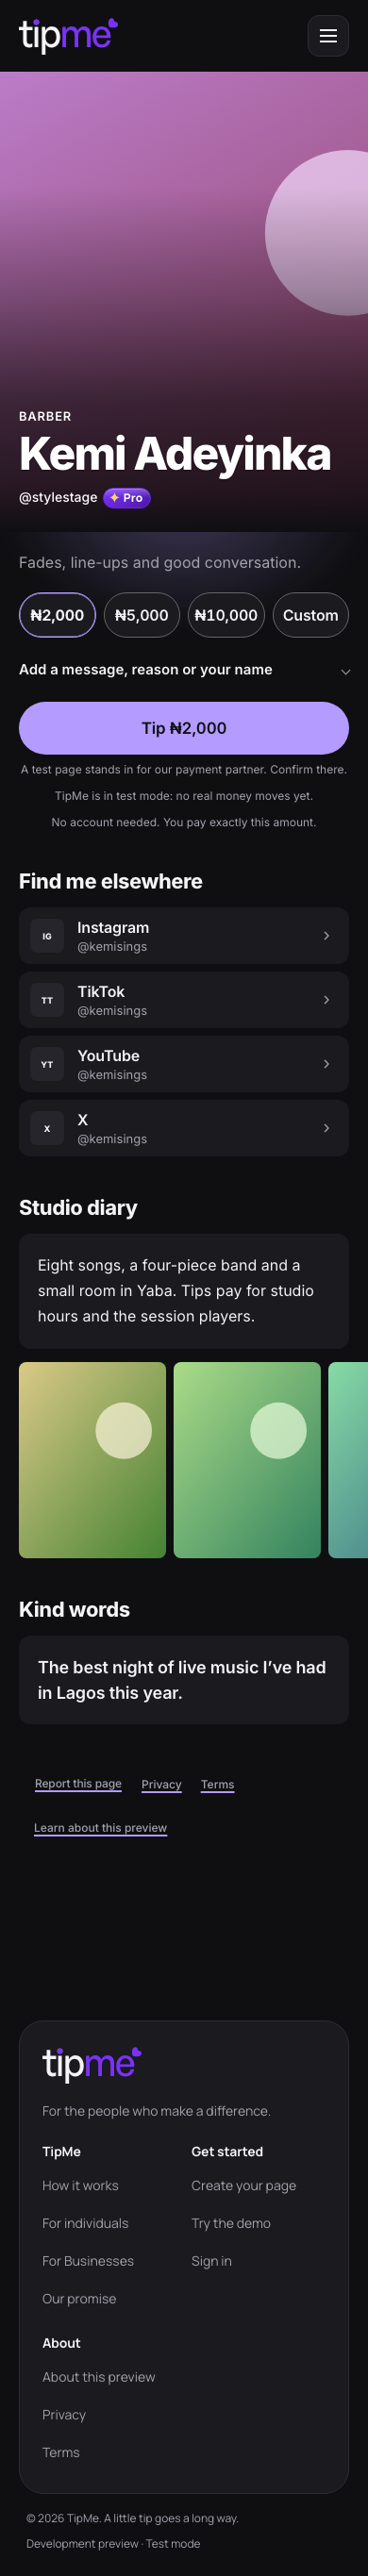 tipme
BARBER
Kemi Adeyinka
@stylestage ✦ Pro
Fades, line-ups and good conversation.
₦2,000 ₦5,000 ₦10,000 Custom
Add a message, reason or your name
Tip ₦2,000
A test page stands in for our payment partner. Confirm there.
TipMe is in test mode: no real money moves yet.
No account needed. You pay exactly this amount.
Find me elsewhere
IG Instagram
@kemisings
TT TikTok
@kemisings
YT YouTube
@kemisings
X X
@kemisings
Studio diary
Eight songs, a four-piece band and a
small room in Yaba. Tips pay for studio
hours and the session players.
Kind words
The best night of live music I’ve had
in Lagos this year.
Report this page Privacy Terms
Learn about this preview
tipme
For the people who make a difference.
TipMe
How it works
For individuals
For Businesses
Our promise
Get started
Create your page
Try the demo
Sign in
About
About this preview
Privacy
Terms
© 2026 TipMe. A little tip goes a long way.
Development preview · Test mode